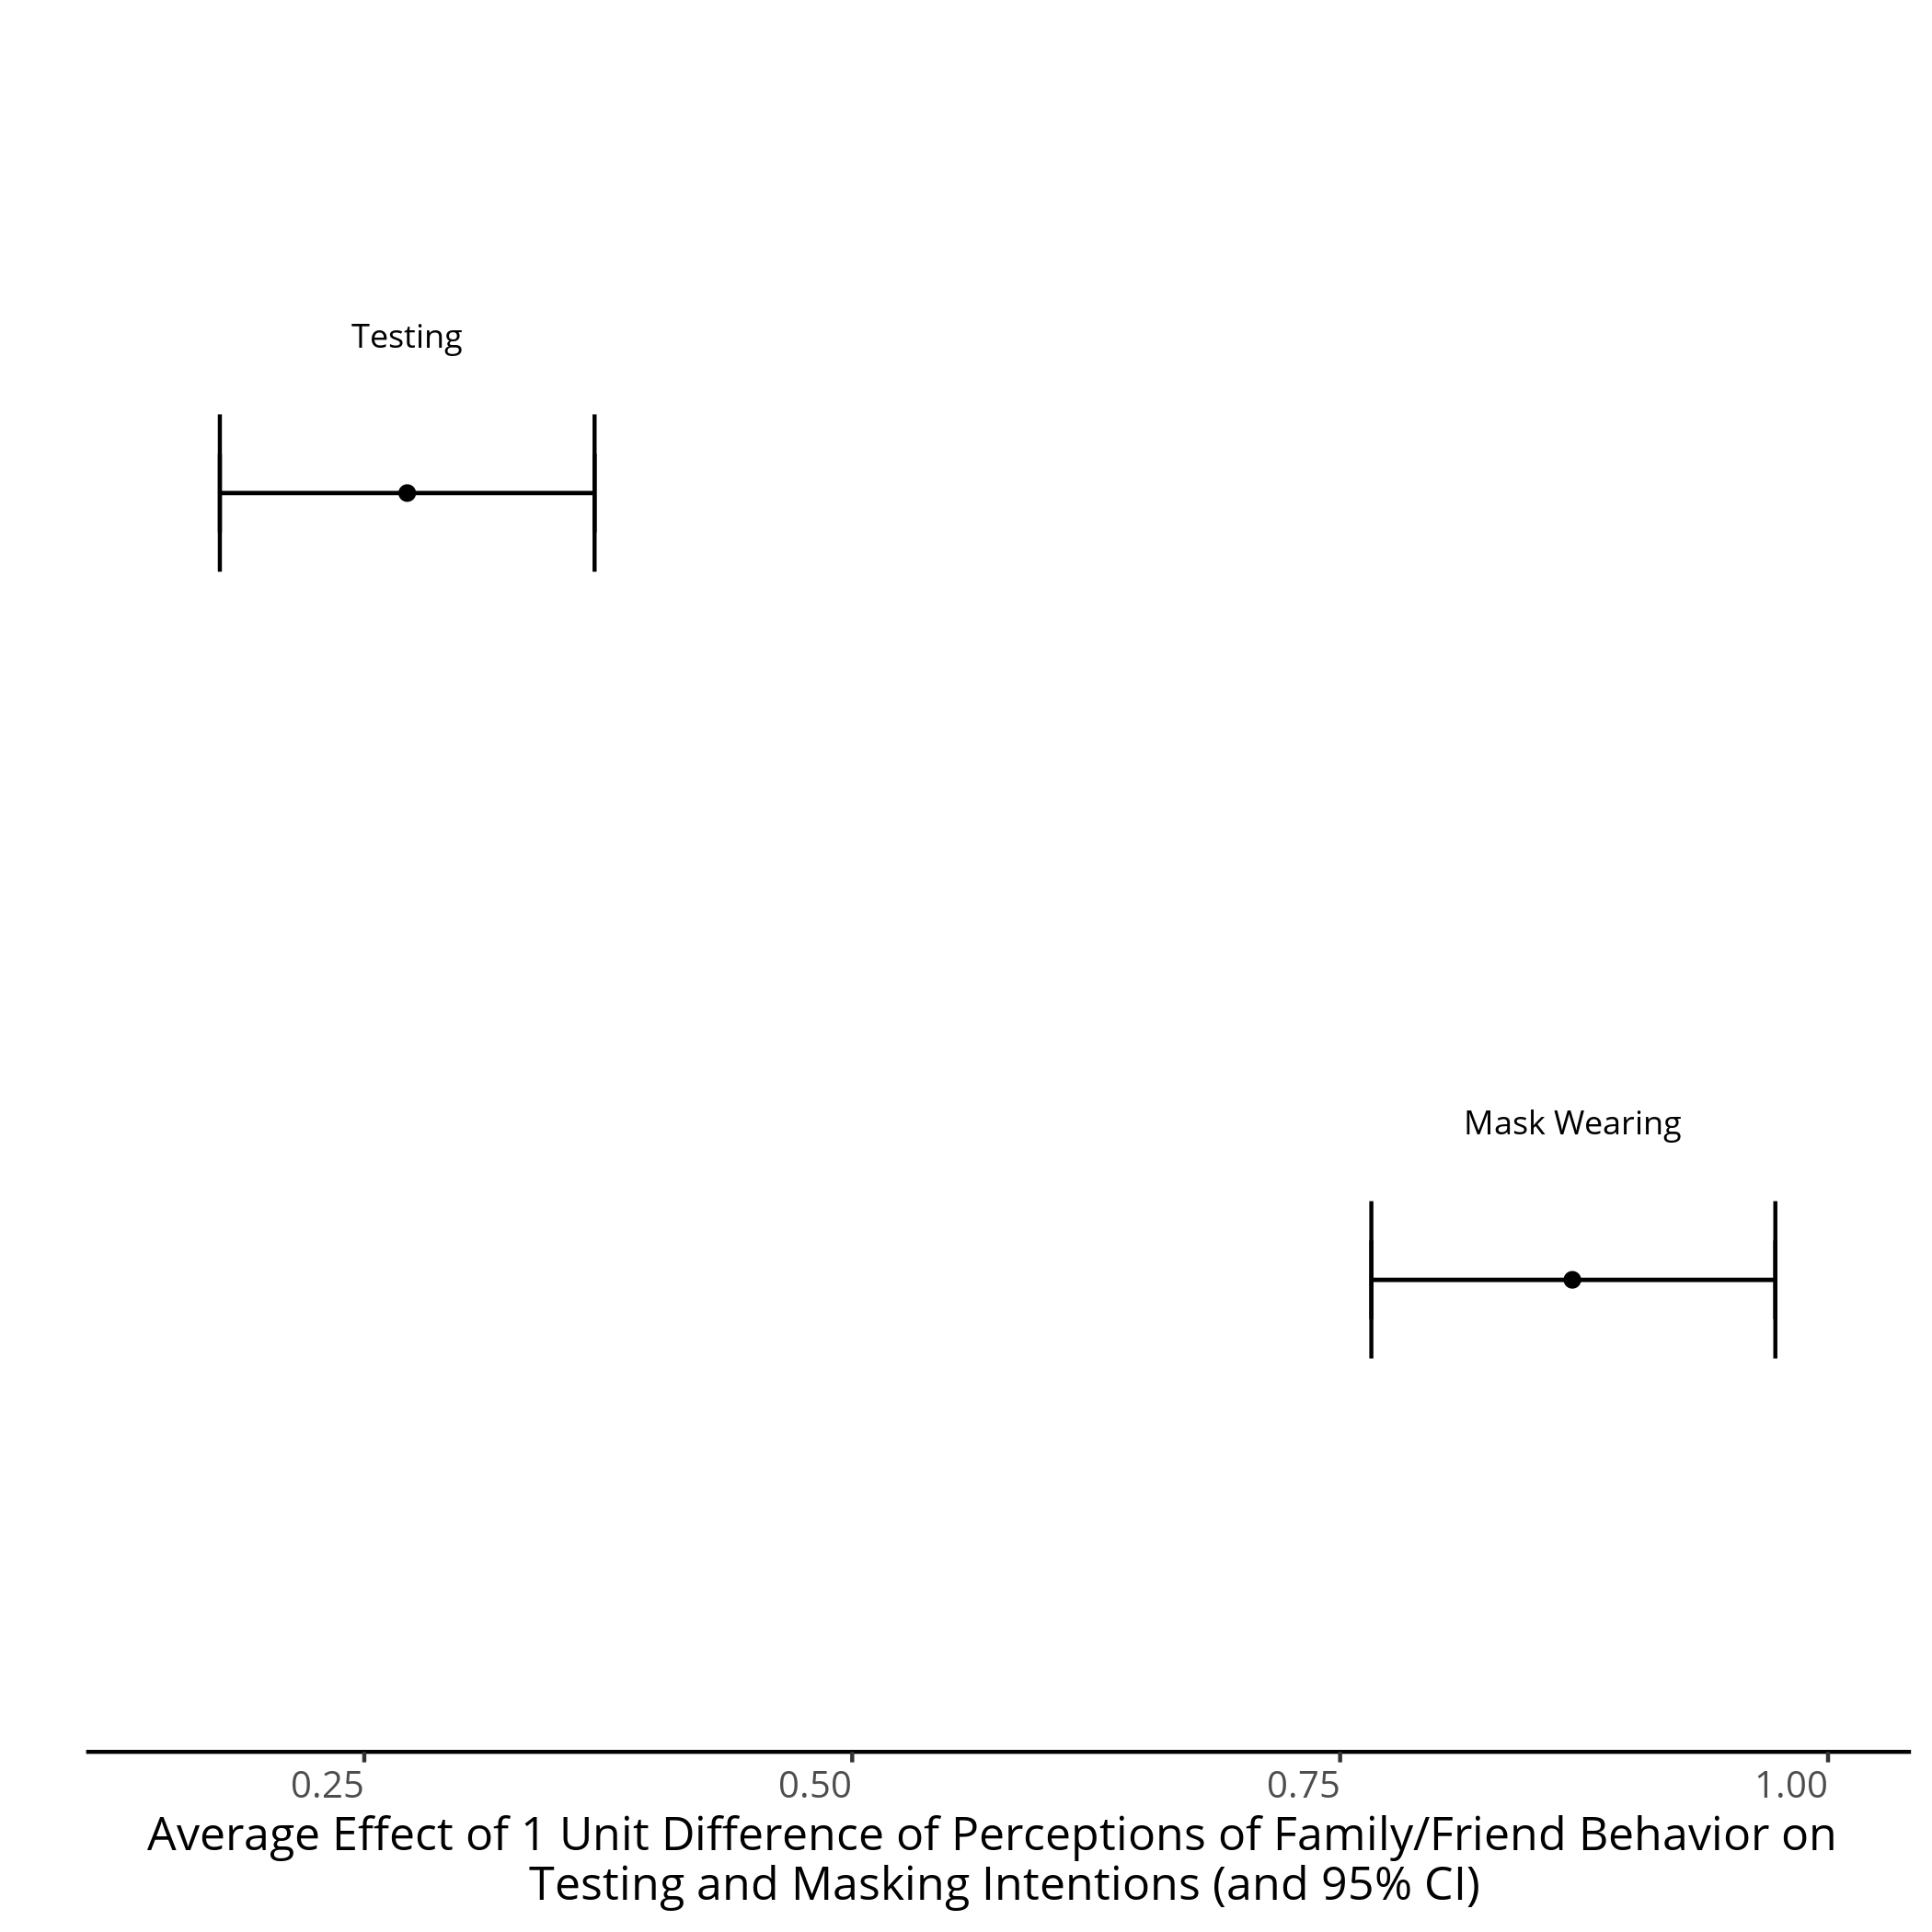 Testing
Mask Wearing
0.25 0.50 0.75 1.00
Average Effect of 1 Unit Difference of Perceptions of Family/Friend Behavior on
Testing and Masking Intentions (and 95% CI)